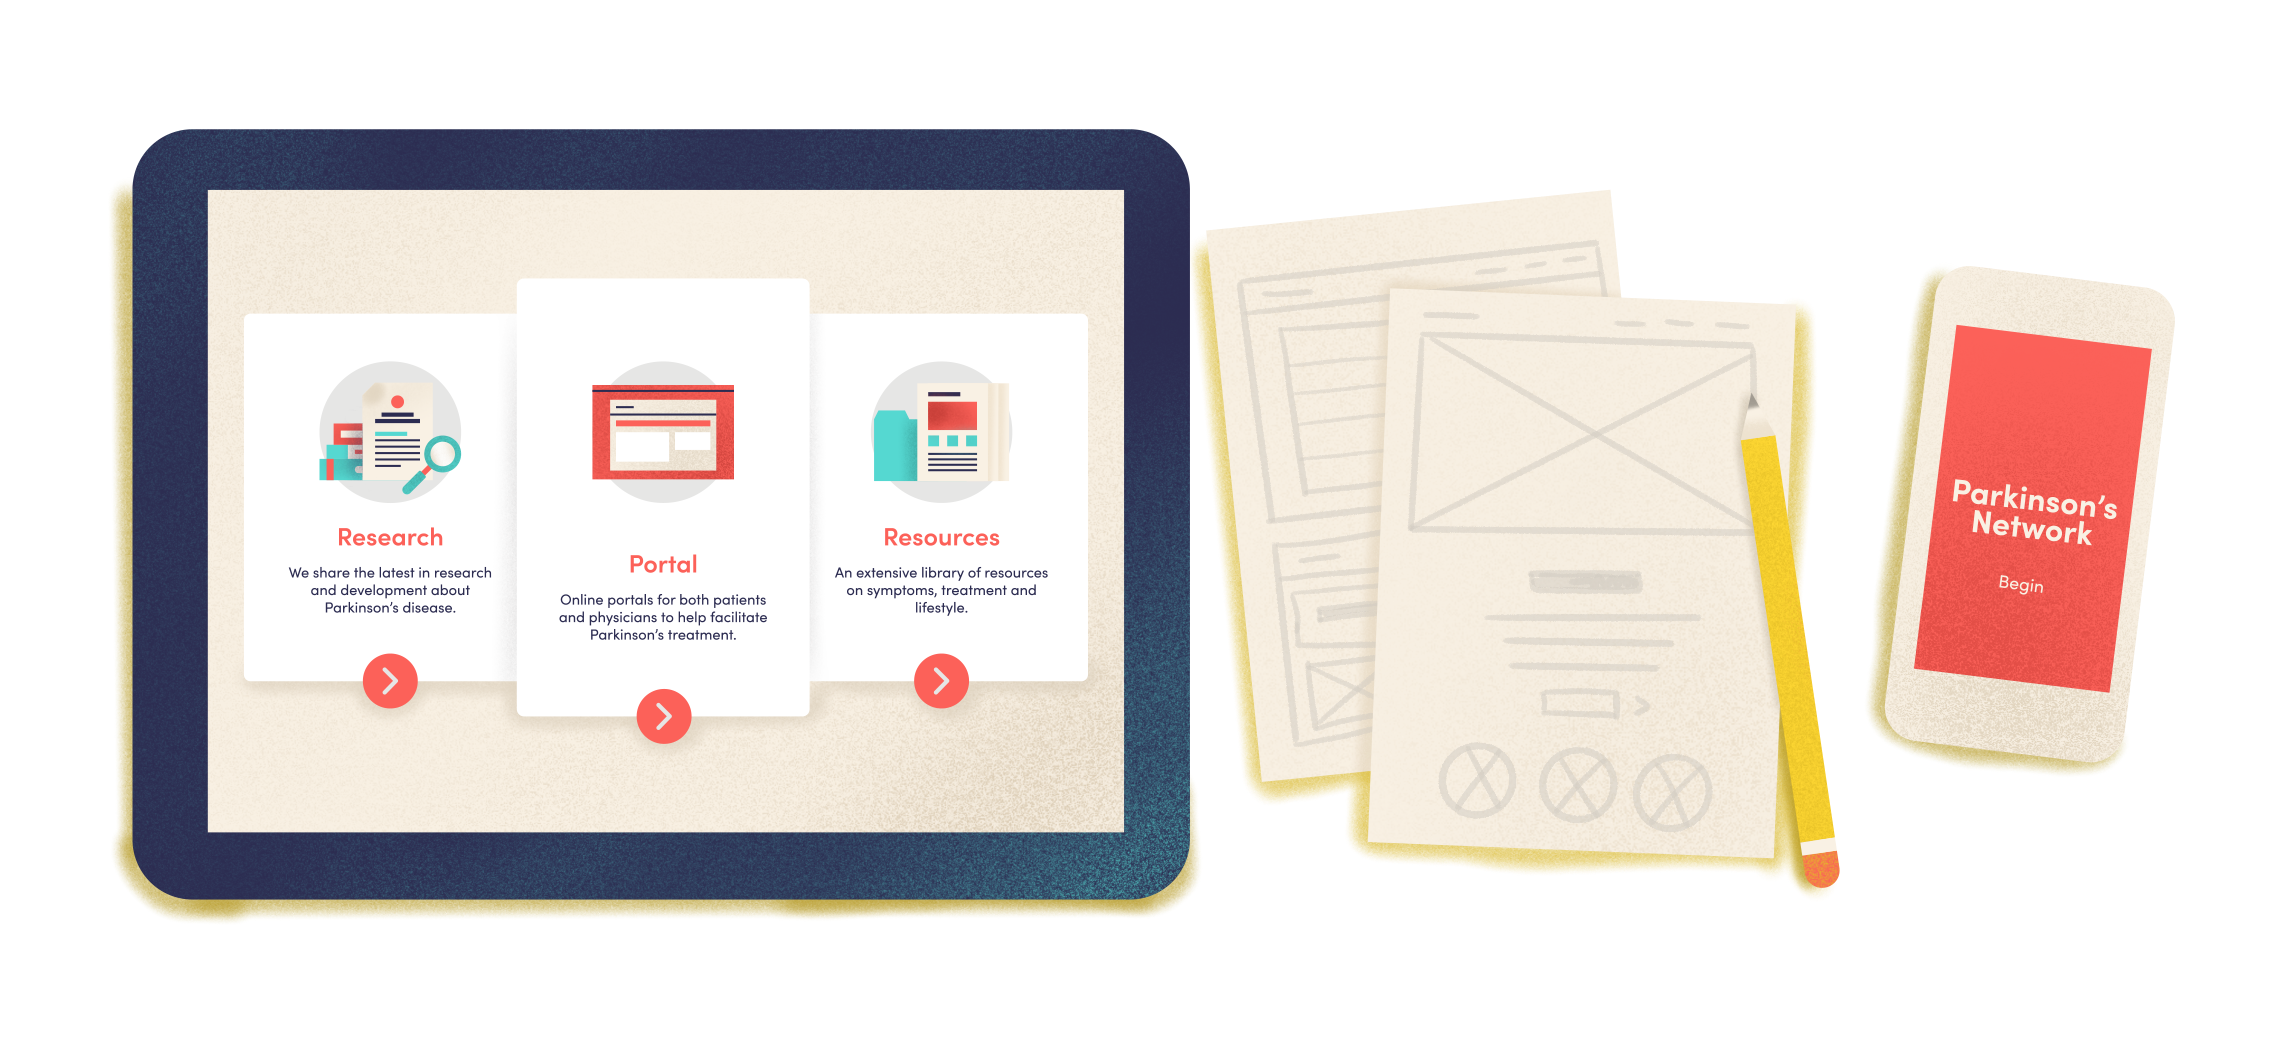 Research
We share the latest in research
and development about
Parkinson's disease.
Portal
Online portals for both patients
and physicians to help facilitate
Parkinson's treatment.
Resources
An extensive library of resources
on symptoms, treatment and
lifestyle.
Parkinson's
Network
Begin